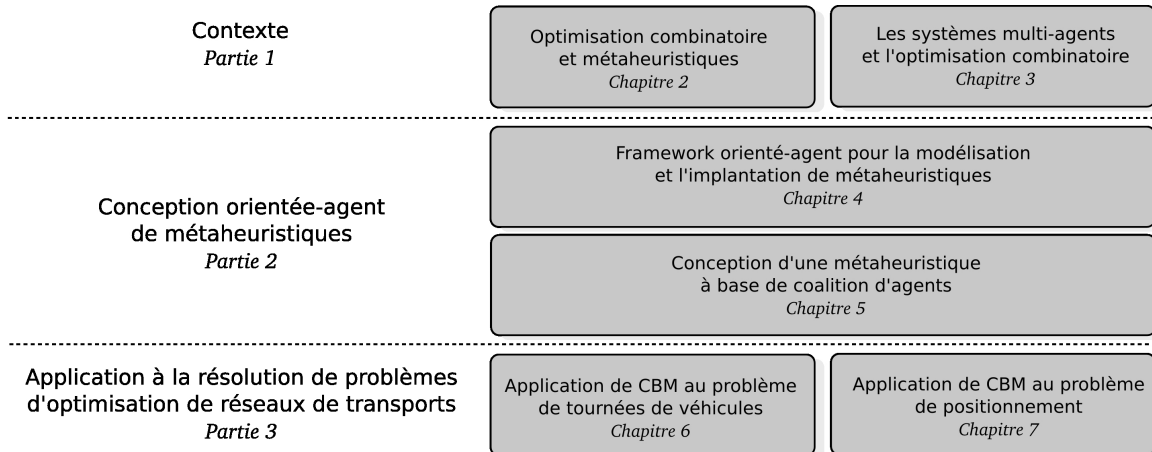 Contexte
Partie 1
Optimisation combinatoire
et métaheuristiques
Chapitre 2
Les systèmes multi-agents
et l'optimisation combinatoire
Chapitre 3
Conception orientée-agent
de métaheuristiques
Partie 2
Framework orienté-agent pour la modélisation
et l'implantation de métaheuristiques
Chapitre 4
Conception d'une métaheuristique
à base de coalition d'agents
Chapitre 5
Application à la résolution de problèmes
d'optimisation de réseaux de transports
Partie 3
Application de CBM au problème
de tournées de véhicules
Chapitre 6
Application de CBM au problème
de positionnement
Chapitre 7